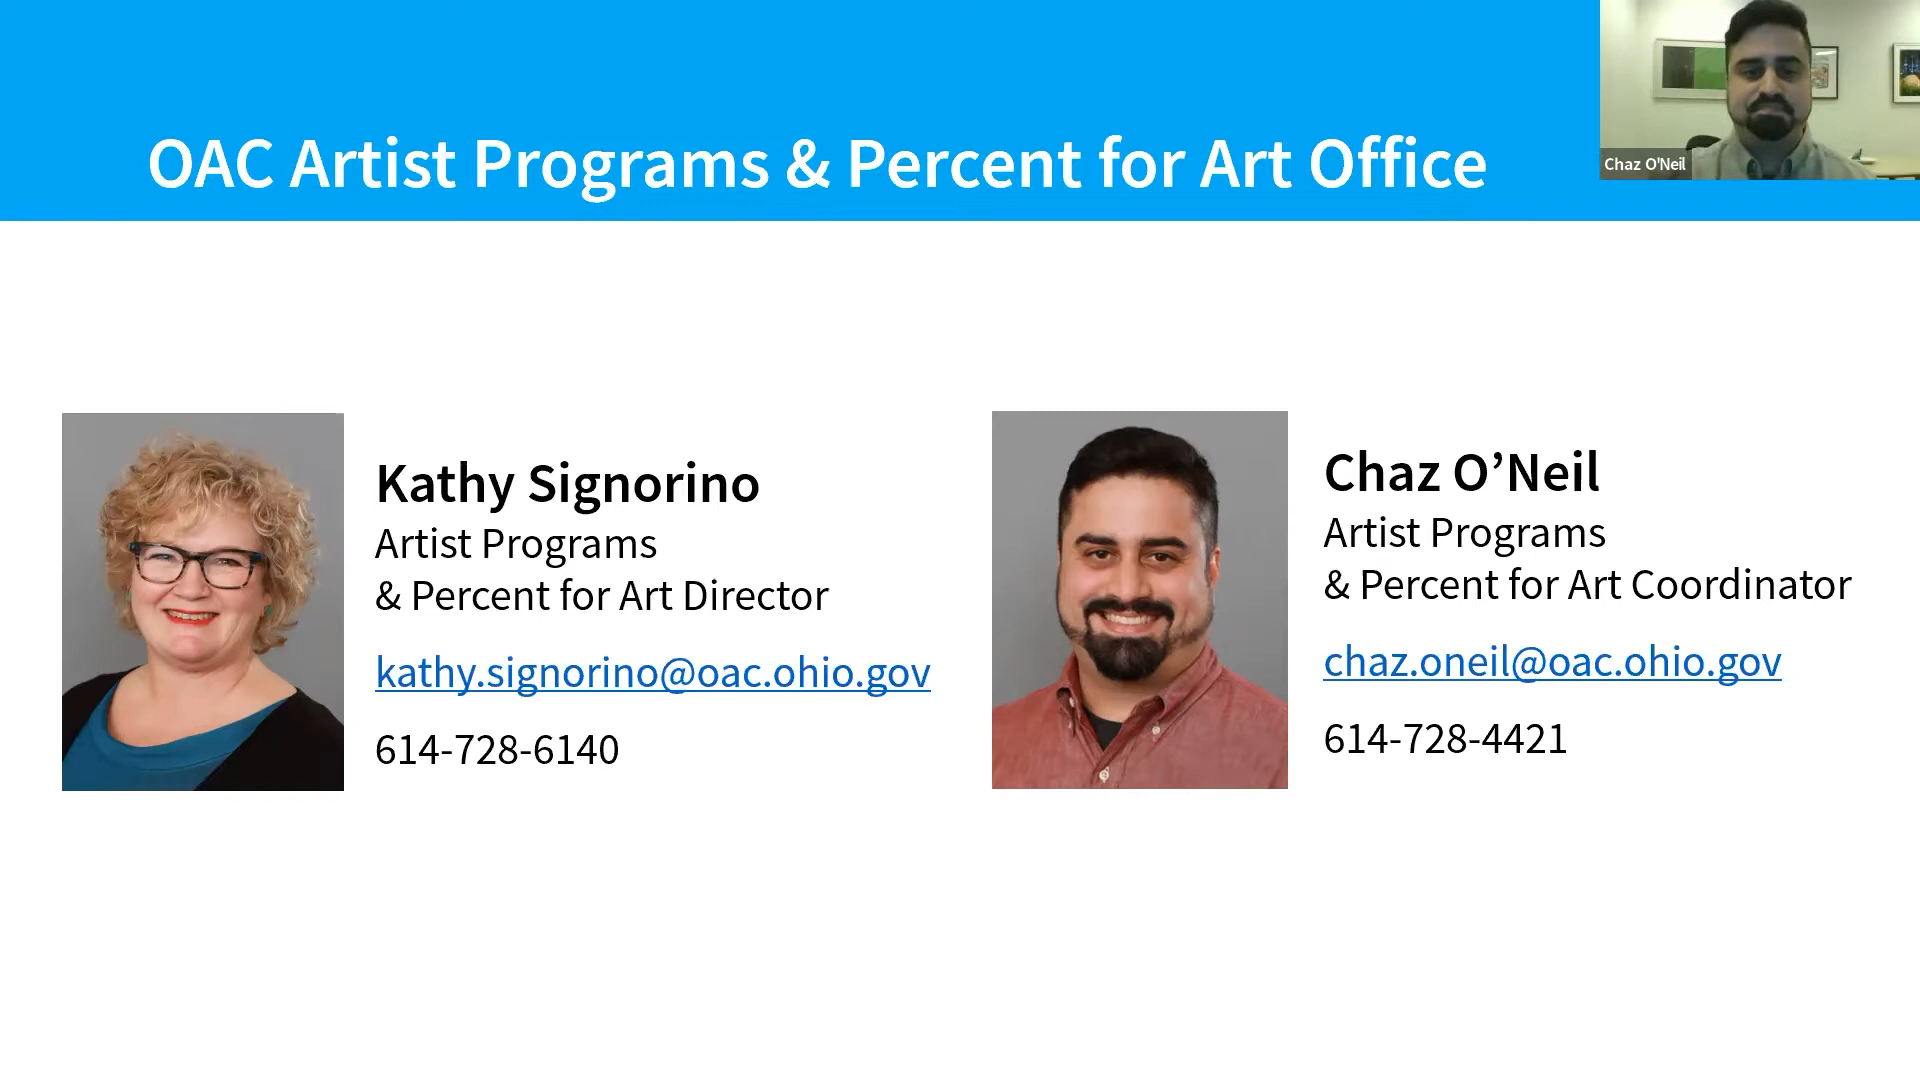 OAC Artist Programs & Percent for Art Office
Chaz O'Neil
Kathy Signorino
Artist Programs
& Percent for Art Director
kathy.signorino@oac.ohio.gov
614-728-6140
Chaz O’Neil
Artist Programs
& Percent for Art Coordinator
chaz.oneil@oac.ohio.gov
614-728-4421